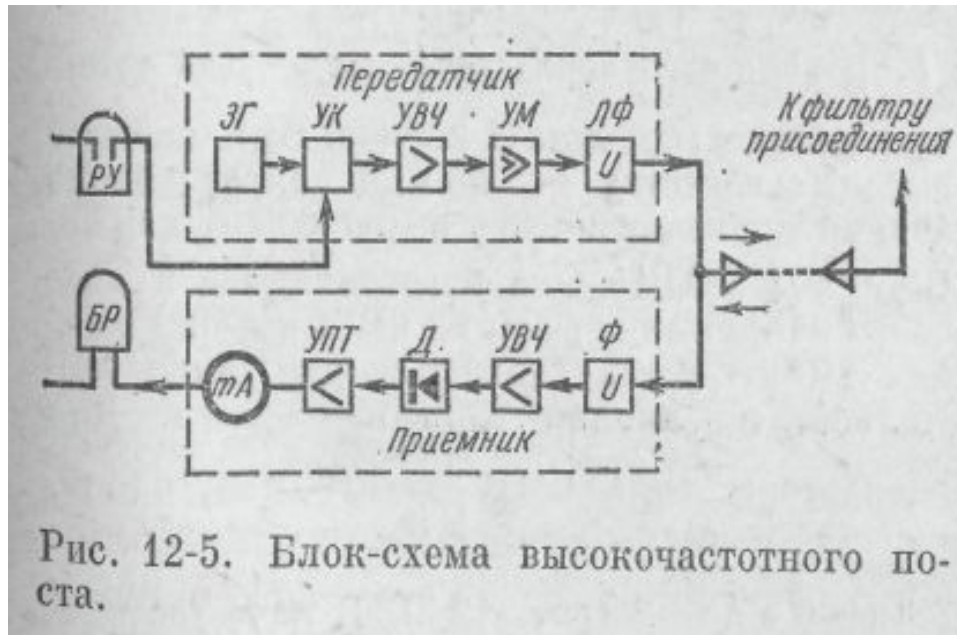 Передатчик
ЗГ УК УВЧ УМ ЛФ
К фильтру
присоединения
РУ
U
БР
УПТ Д. УВЧ Ф
mA U
Приемник
Рис. 12-5. Блок-схема высокочастотного по-
ста.